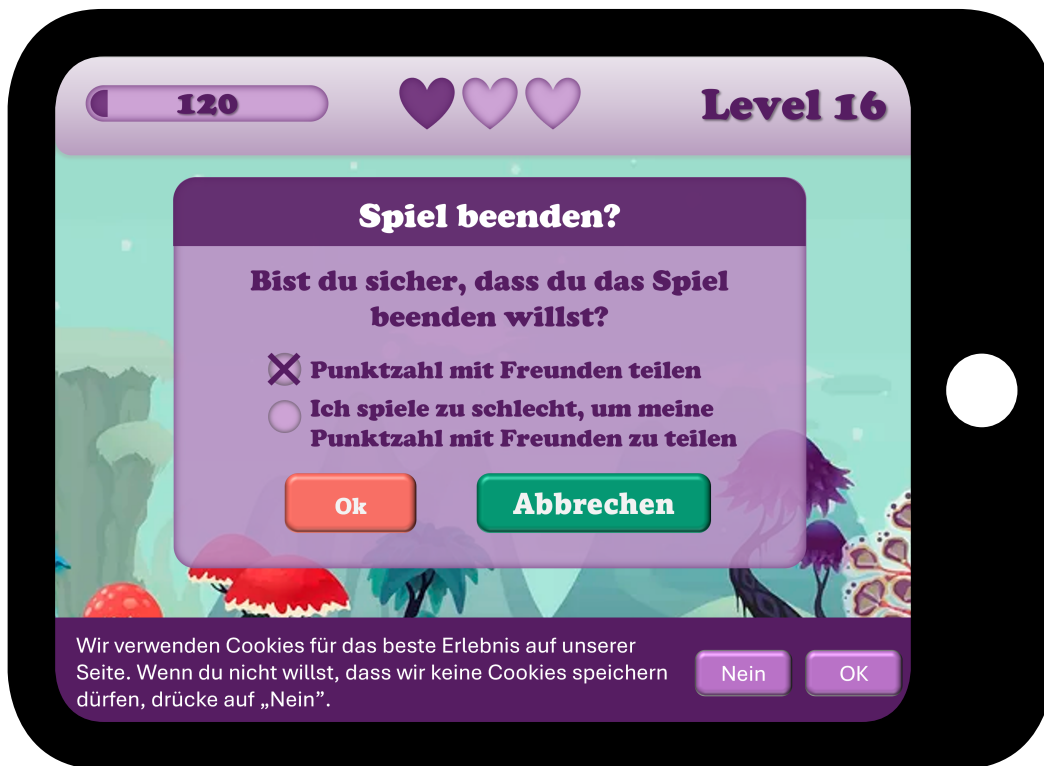 120
Level 16
Spiel beenden?
Bist du sicher, dass du das Spiel
beenden willst?
Punktzahl mit Freunden teilen
Ich spiele zu schlecht, um meine
Punktzahl mit Freunden zu teilen
Ok
Abbrechen
Wir verwenden Cookies für das beste Erlebnis auf unserer
Seite. Wenn du nicht willst, dass wir keine Cookies speichern
dürfen, drücke auf „Nein”.
Nein
OK